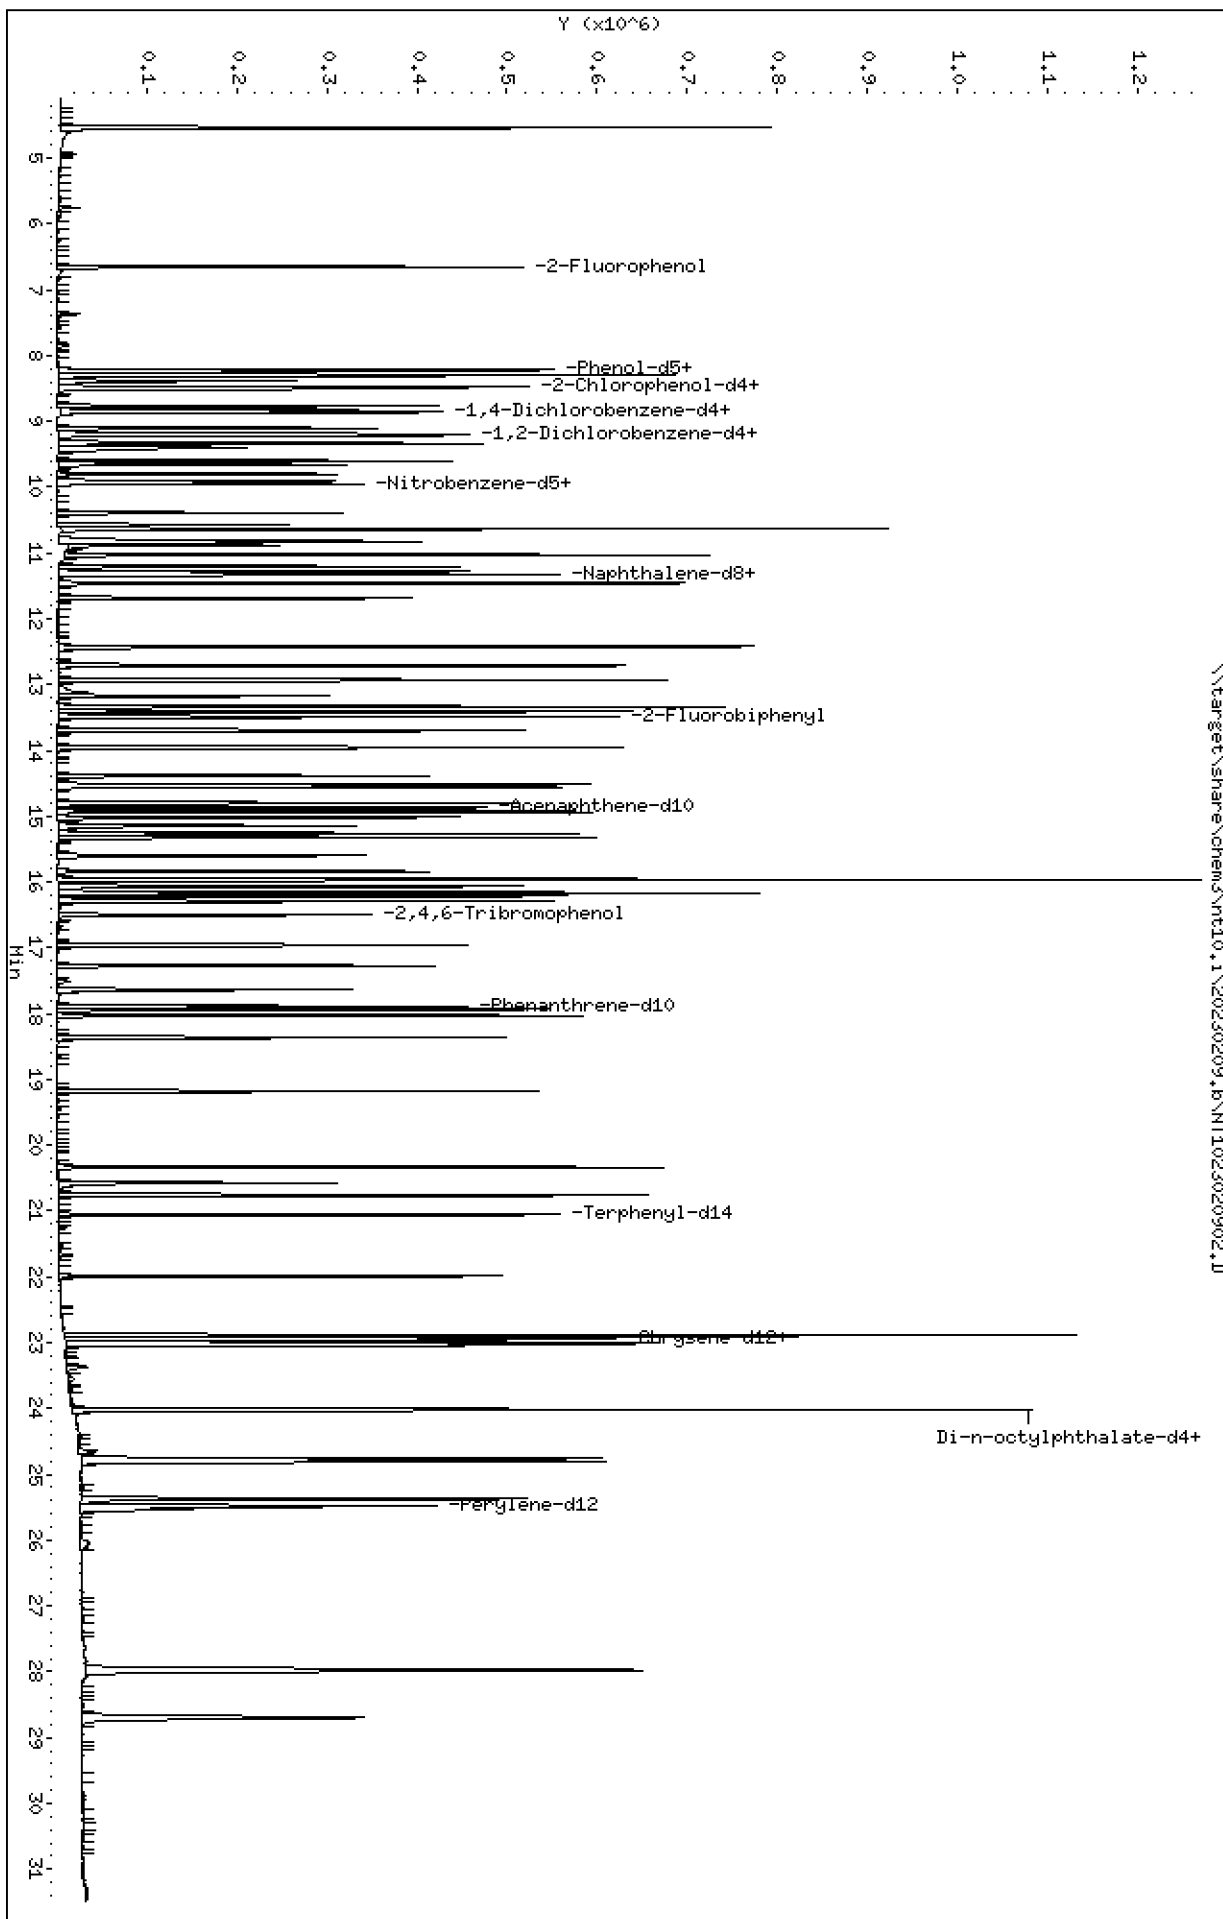 Y (x10^6)
0.1
0.2
0.3
0.4
0.5
0.6
0.7
0.8
0.9
1.0
1.1
1.2
\\target\share\chem3\nt10.i\20230209.b\NT1023020902.D
5
6
-2-Fluorophenol
7
8
-Phenol-d5+
-2-Chlorophenol-d4+
-1,4-Dichlorobenzene-d4+
9
-1,2-Dichlorobenzene-d4+
-Nitrobenzene-d5+
10
11
-Naphthalene-d8+
12
13
-2-Fluorobiphenyl
14
-Acenaphthene-d10
15
16
-2,4,6-Tribromophenol
17
Min
-Phenanthrene-d10
18
19
20
21
-Terphenyl-d14
22
-Chrysene-d12+
23
24
Di-n-octylphthalate-d4+
25
-Perylene-d12
26
27
28
29
30
31